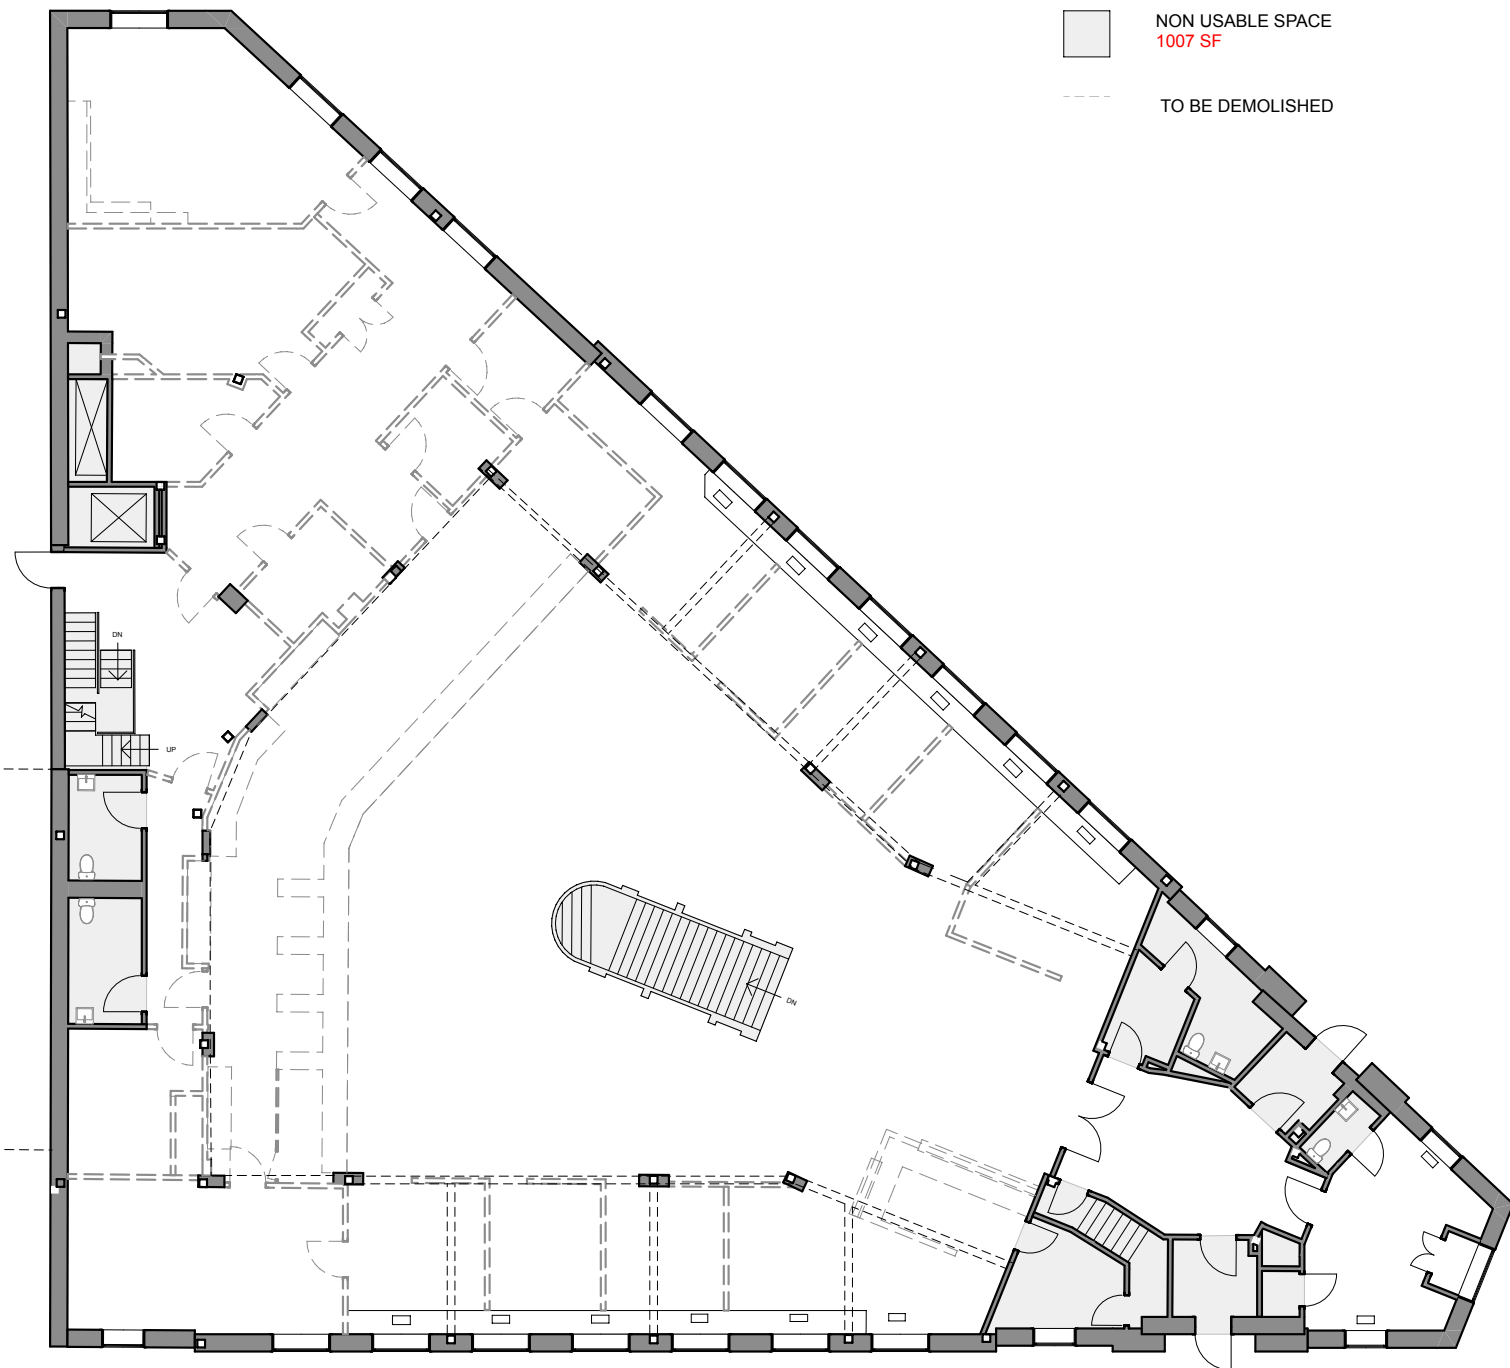 NON USABLE SPACE
1007 SF
TO BE DEMOLISHED
DN
UP
DN